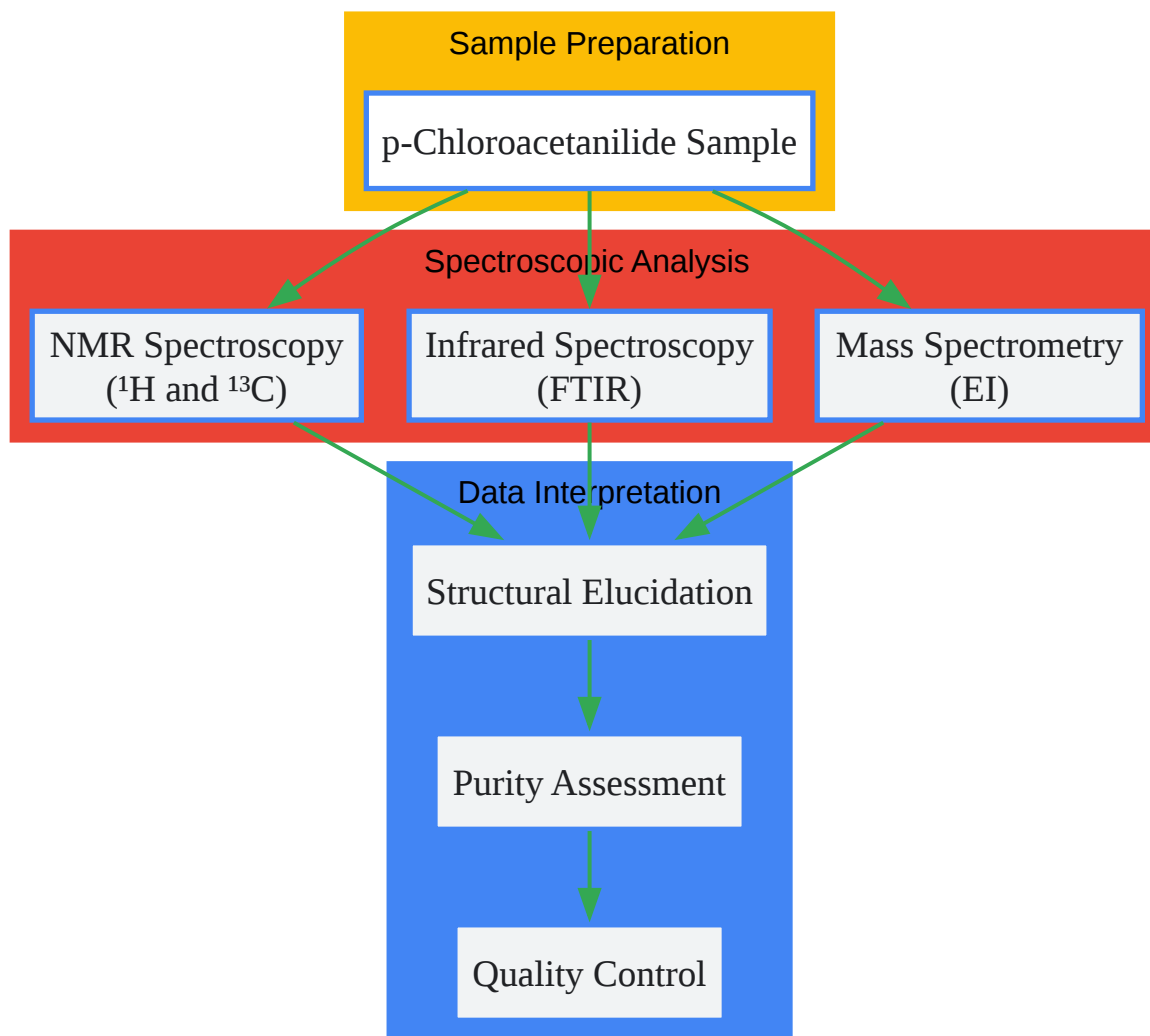 Sample Preparation
p-Chloroacetanilide Sample
Spectroscopic Analysis
NMR Spectroscopy
(¹H and ¹³C)
Infrared Spectroscopy
(FTIR)
Mass Spectrometry
(EI)
Data Interpretation
Structural Elucidation
Purity Assessment
Quality Control